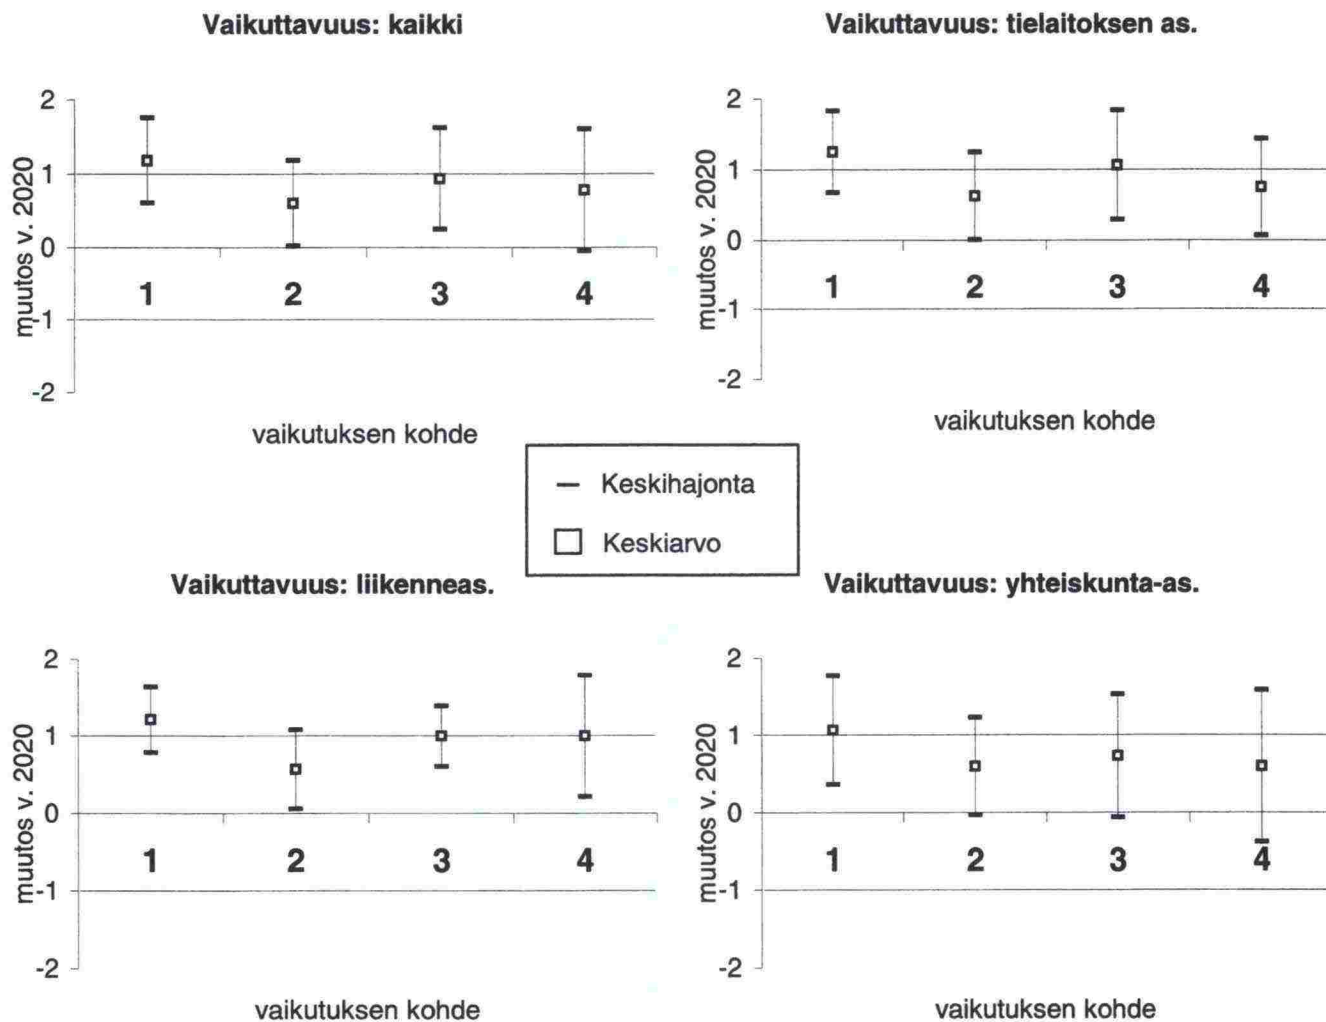 Vaikuttavuus: kaikki
2
1
0
-1
-2
muutos v. 2020
1 2 3 4
vaikutuksen kohde
Vaikuttavuus: tielaitoksen as.
2
1
0
-1
-2
muutos v. 2020
1 2 3 4
vaikutuksen kohde
Keskihajonta
Keskiarvo
Vaikuttavuus: liikenneas.
2
1
0
-1
-2
muutos v. 2020
1 2 3 4
vaikutuksen kohde
Vaikuttavuus: yhteiskunta-as.
2
1
0
-1
-2
muutos v. 2020
1 2 3 4
vaikutuksen kohde